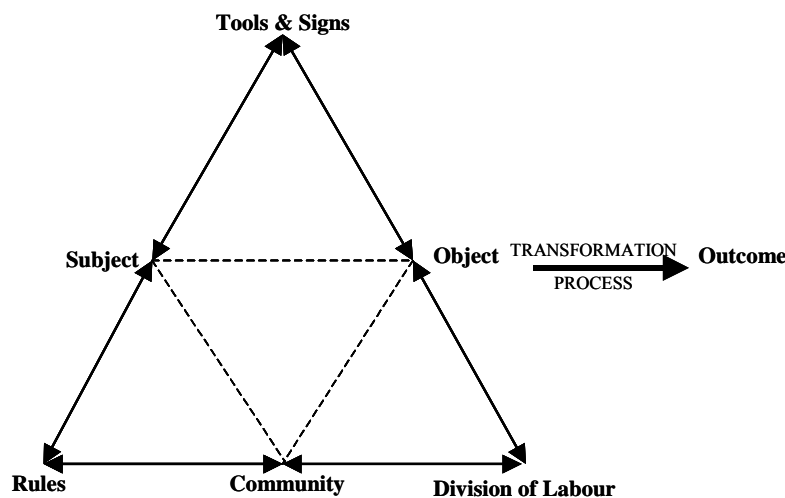 Tools & Signs
Subject
Object
TRANSFORMATION
PROCESS
Outcome
Rules
Community
Division of Labour